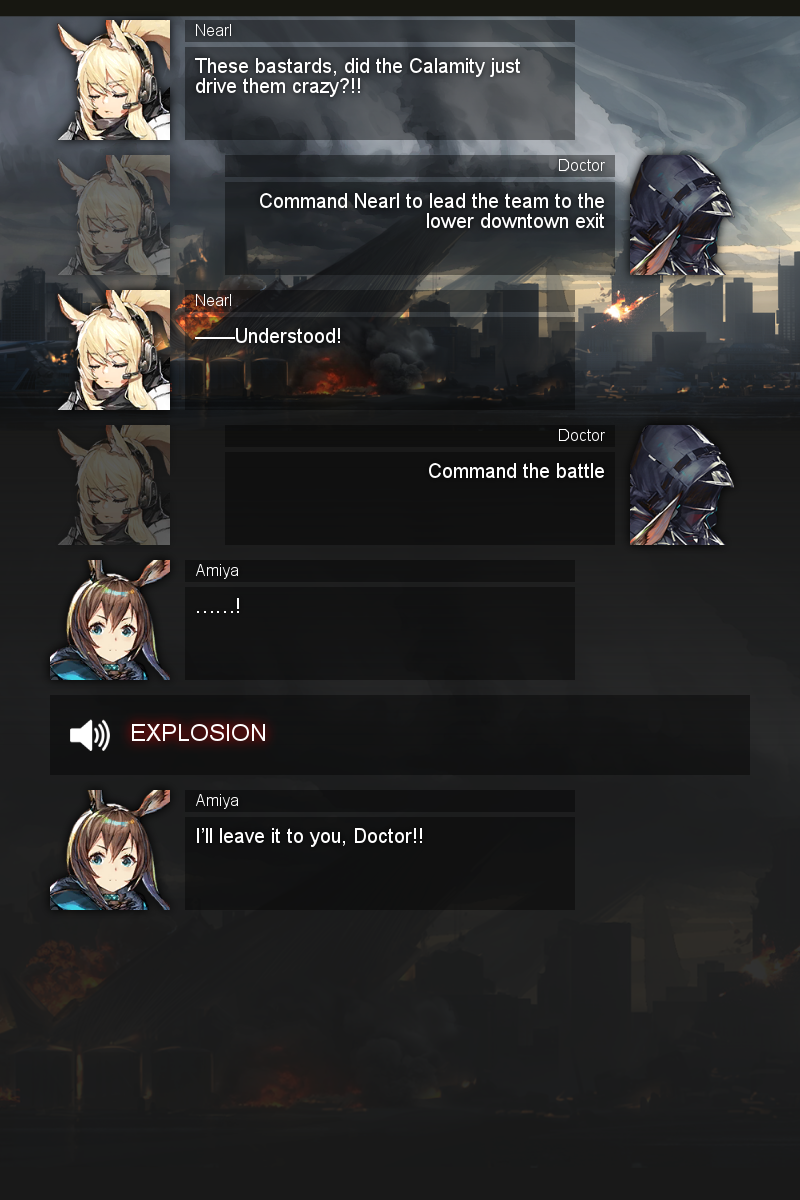 Nearl
These bastards, did the Calamity just
drive them crazy?!!
Doctor
Command Nearl to lead the team to the
lower downtown exit
Nearl
——Understood!
Doctor
Command the battle
Amiya
……!
EXPLOSION
Amiya
I’ll leave it to you, Doctor!!